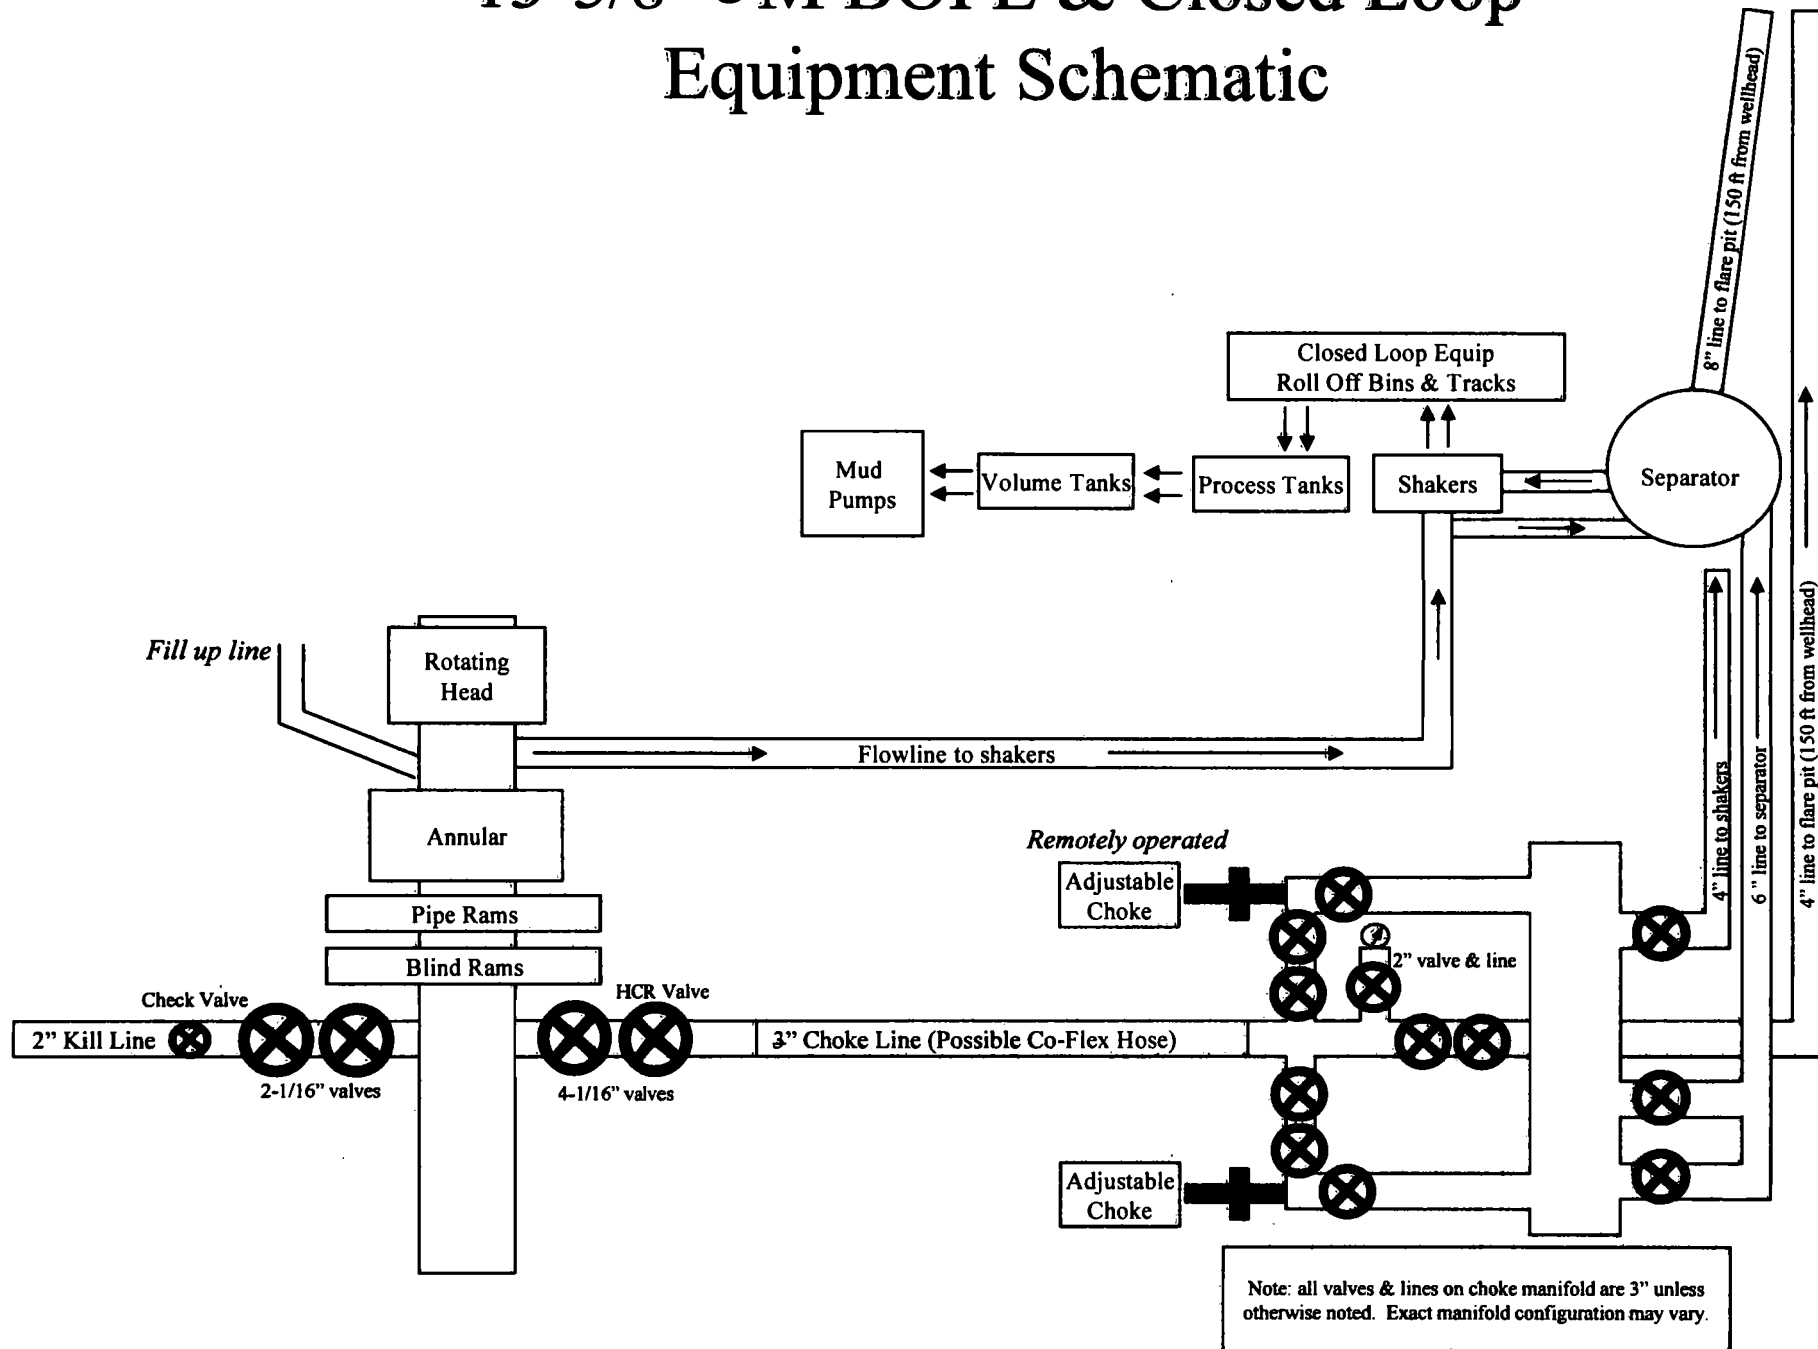 BOPE & Closed Loop
Equipment Schematic
8” line to flare pit (150 ft from wellhead)
Closed Loop Equip
Roll Off Bins & Tracks
Mud
Pumps
Volume Tanks
Process Tanks
Shakers
Separator
Fill up line
Rotating
Head
Flowline to shakers
Annular
Pipe Rams
Blind Rams
Remotely operated
Adjustable
Choke
2” valve & line
4” line to shakers
6” line to separator
4” line to flare pit (150 ft from wellhead)
Check Valve
HCR Valve
2” Kill Line
3” Choke Line (Possible Co-Flex Hose)
2-1/16” valves
4-1/16” valves
Adjustable
Choke
Note: all valves & lines on choke manifold are 3” unless
otherwise noted. Exact manifold configuration may vary.